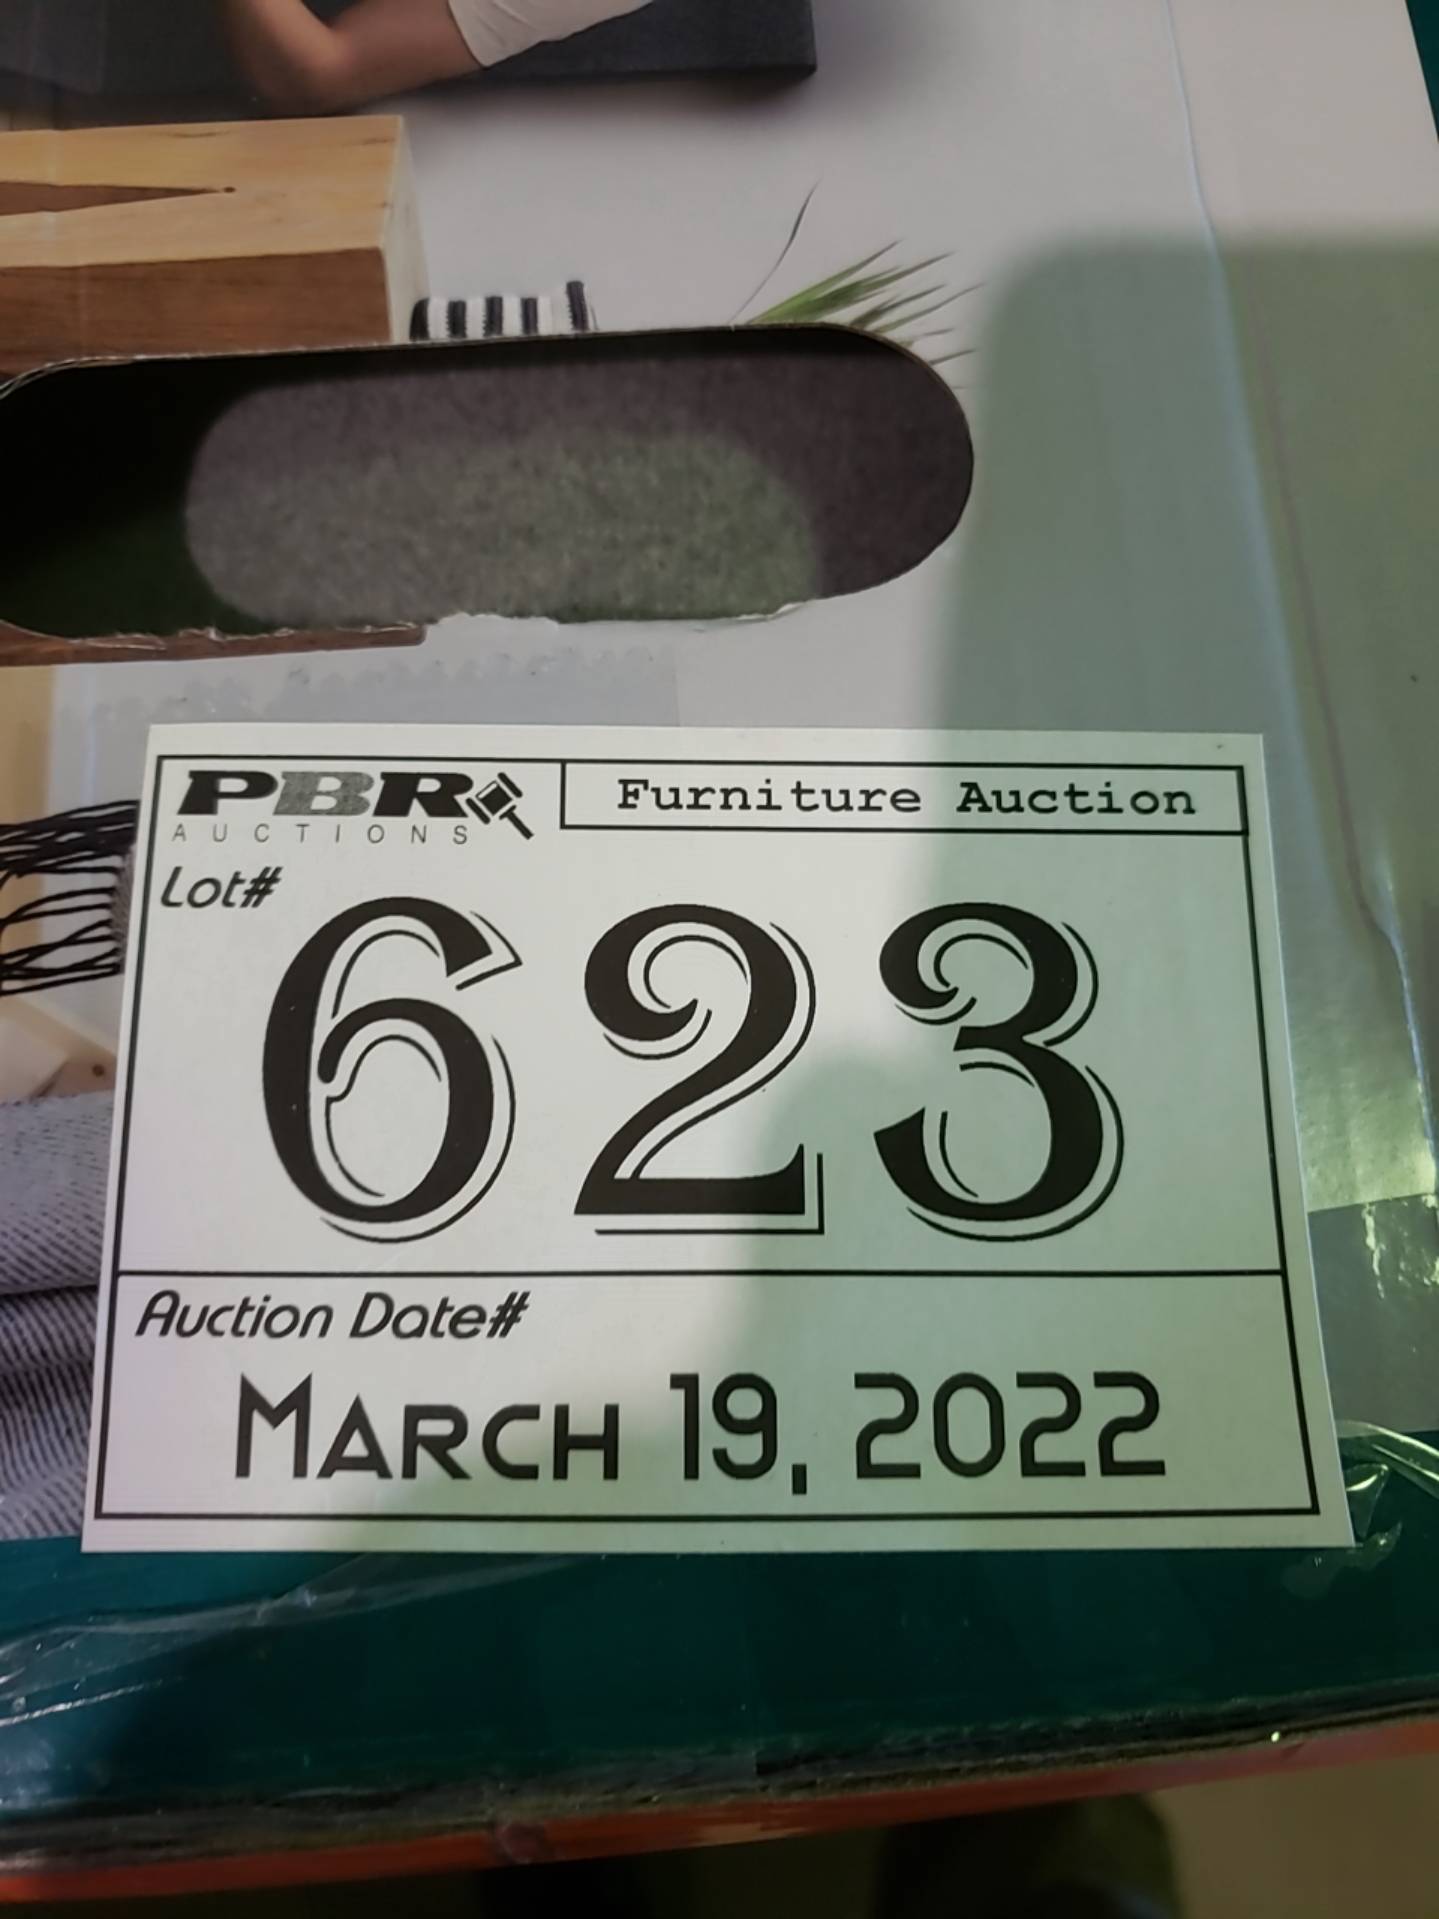 PBR
AUCTIONS
Furniture Auction
Lot#
623
Auction Date#
MARCH 19, 2022